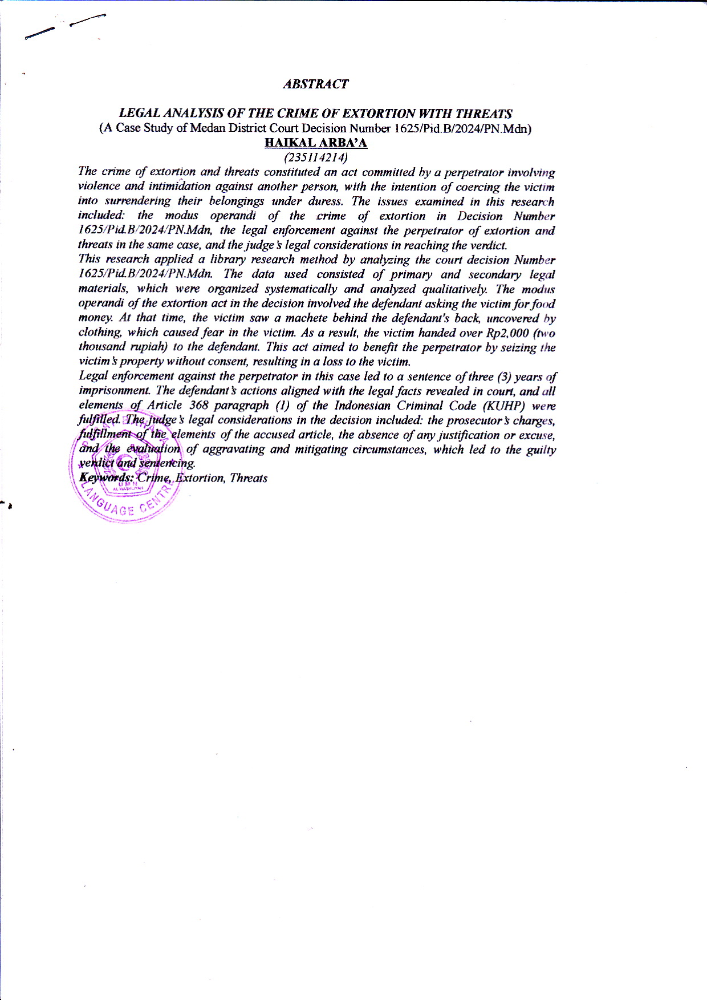 ABSTRACT
LEGAL ANALYSIS OF THE CRIME OF EXTORTION WITH THREATS
(A Case Study of Medan District Court Decision Number 1625/Pid.B/2024/PN.Mdn)
HAIKAL ARBA'A
(235114214)
The crime of extortion and threats constituted an act committed by a perpetrator involving
violence and intimidation against another person, with the intention of coercing the victim
into surrendering their belongings under duress. The issues examined in this research
included: the modus operandi of the crime of extortion in Decision Number
1625/Pid.B/2024/PN.Mdn, the legal enforcement against the perpetrator of extortion and
threats in the same case, and the judge's legal considerations in reaching the verdict.
This research applied a library research method by analyzing the court decision Number
1625/Pid.B/2024/PN.Mdn. The data used consisted of primary and secondary legal
materials, which were organized systematically and analyzed qualitatively. The modus
operandi of the extortion act in the decision involved the defendant asking the victim for food
money. At that time, the victim saw a machete behind the defendant's back, uncovered by
clothing, which caused fear in the victim. As a result, the victim handed over Rp2,000 (two
thousand rupiah) to the defendant. This act aimed to benefit the perpetrator by seizing the
victim's property without consent, resulting in a loss to the victim.
Legal enforcement against the perpetrator in this case led to a sentence of three (3) years of
imprisonment. The defendant's actions aligned with the legal facts revealed in court, and all
elements of Article 368 paragraph (1) of the Indonesian Criminal Code (KUHP) were
fulfilled. The judge's legal considerations in the decision included: the prosecutor's charges,
fulfillment of the elements of the accused article, the absence of any justification or excuse,
and the evaluation of aggravating and mitigating circumstances, which led to the guilty
verdict and sentencing.
Keywords: Crime, Extortion, Threats
UMN
AL WASHLIYAH
LANGUAGE CENTRE